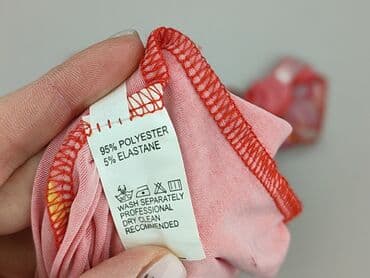 95% POLYESTER
5% ELASTANE
WASH SEPARATELY
PROFESSIONAL
DRY CLEAN
RECOMMENDED